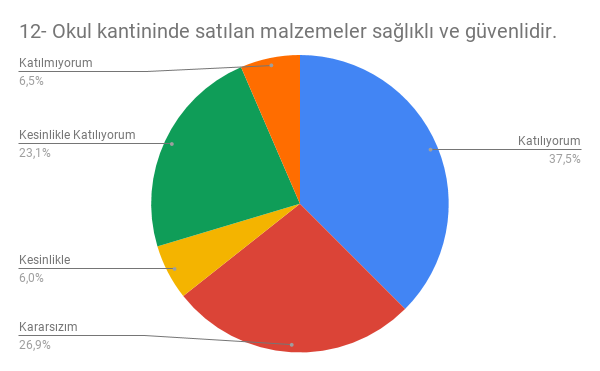 12- Okul kantininde satılan malzemeler sağlıklı ve güvenlidir.
Katılmıyorum
6,5%
Kesinlikle Katılıyorum
23,1%
Katılıyorum
37,5%
Kesinlikle
6,0%
Kararsızım
26,9%